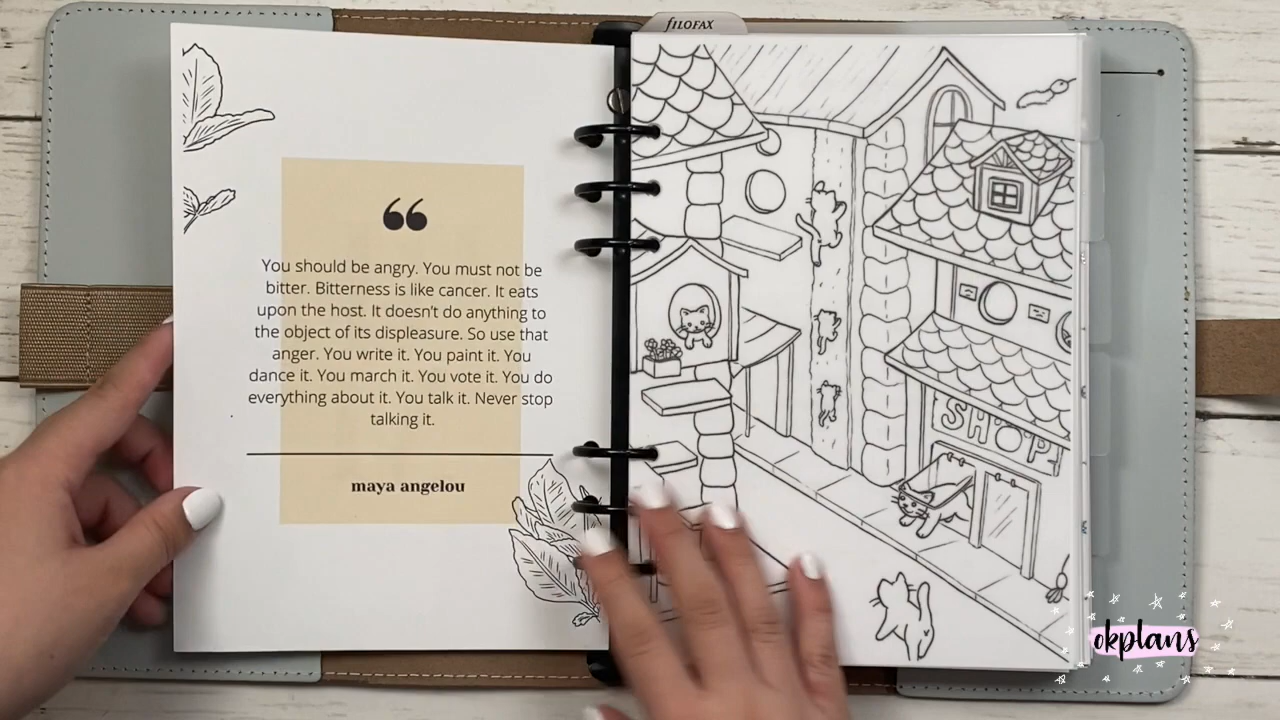 fILOFAX
“
You should be angry. You must not be
bitter. Bitterness is like cancer. It eats
upon the host. It doesn't do anything to
the object of its displeasure. So use that
anger. You write it. You paint it. You
dance it. You march it. You vote it. You do
everything about it. You talk it. Never stop
talking it.
maya angelou
SHOP
okplans